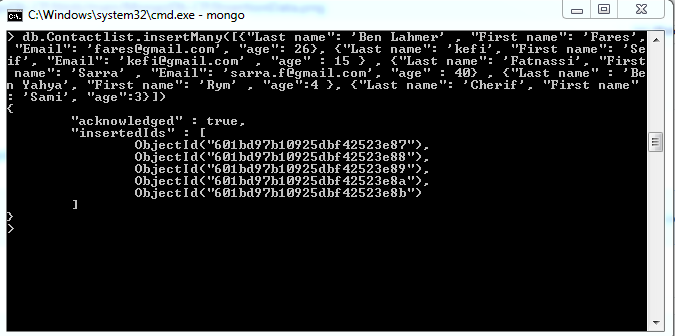 C:\Windows\system32\cmd.exe - mongo
> db.Contactlist.insertMany([{"Last name": 'Ben Lahmer' , "First name": 'Fares',
"Email": 'fares@gmail.com', "age": 26}, {"Last name": 'kefi', "First name": 'Se
if', "Email": 'kefi@gmail.com' , "age" : 15 } , {"Last name": 'Fatnassi', "First
name": 'Sarra' , "Email": 'sarra.f@gmail.com', "age" : 40} , {"Last name" : 'Be
n Yahya', "First name": 'Rym' , "age":4 }, {"Last name": 'Cherif', "First name"
: 'Sami', "age":3}])
{
"acknowledged" : true,
"insertedIds" : [
ObjectId("601bd97b10925dbf42523e87"),
ObjectId("601bd97b10925dbf42523e88"),
ObjectId("601bd97b10925dbf42523e89"),
ObjectId("601bd97b10925dbf42523e8a"),
ObjectId("601bd97b10925dbf42523e8b")
]
}
>